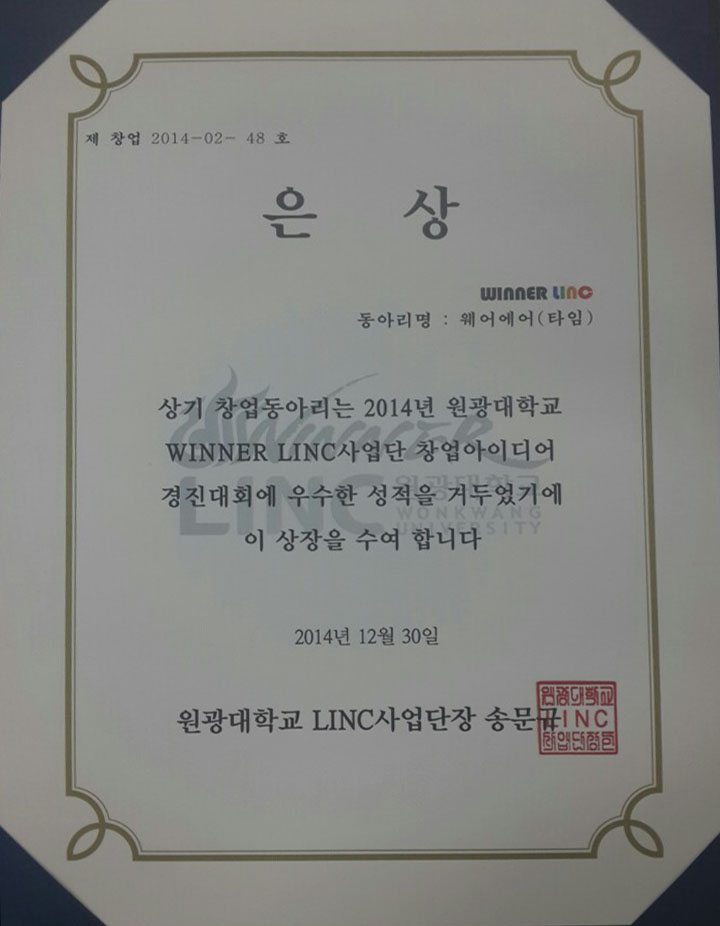 제 창업 2014-02- 48 호
은 상
WINNER LINC
동아리명 : 웨어에어(타임)
상기 창업동아리는 2014년 원광대학교
WINNER LINC사업단 창업아이디어
경진대회에 우수한 성적을 거두었기에
이 상장을 수여 합니다
WINNER
LINC 원광대학교
WONKWANG
UNIVERSITY
2014년 12월 30일
원광대학교 LINC사업단장 송문규
원광대학교
LINC
사업단장인